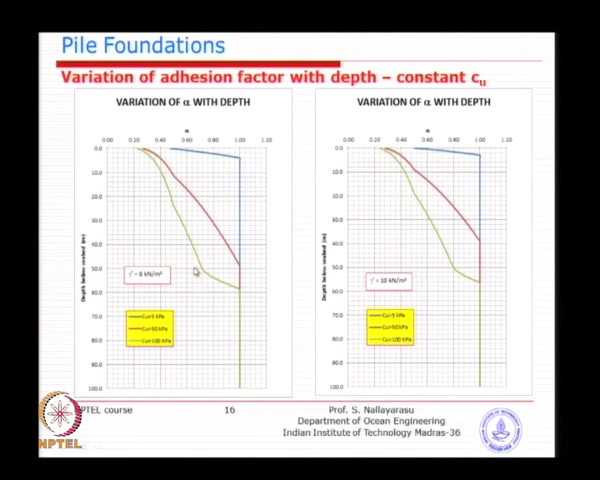 Pile Foundations
Variation of adhesion factor with depth – constant cu
VARIATION OF α WITH DEPTH
α
0.00 0.20 0.40 0.60 0.80 1.00 1.20
0.0
10.0
20.0
30.0
40.0
50.0
60.0
70.0
80.0
90.0
100.0
Depth below seabed (m)
γ' = 8 kN/m³
Cu=5 kPa
Cu=50 kPa
Cu=100 kPa
VARIATION OF α WITH DEPTH
α
0.00 0.20 0.40 0.60 0.80 1.00 1.20
0.0
10.0
20.0
30.0
40.0
50.0
60.0
70.0
80.0
90.0
100.0
Depth below seabed (m)
γ' = 10 kN/m³
Cu=5 kPa
Cu=50 kPa
Cu=100 kPa
PTEL course
16
Prof. S. Nallayarasu
Department of Ocean Engineering
Indian Institute of Technology Madras-36
NPTEL